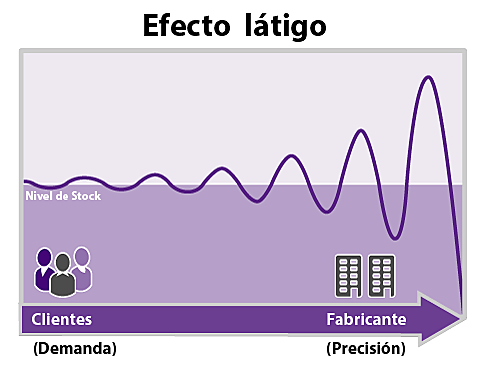 Efecto látigo
Nivel de Stock
Clientes
Fabricante
(Demanda)
(Precisión)